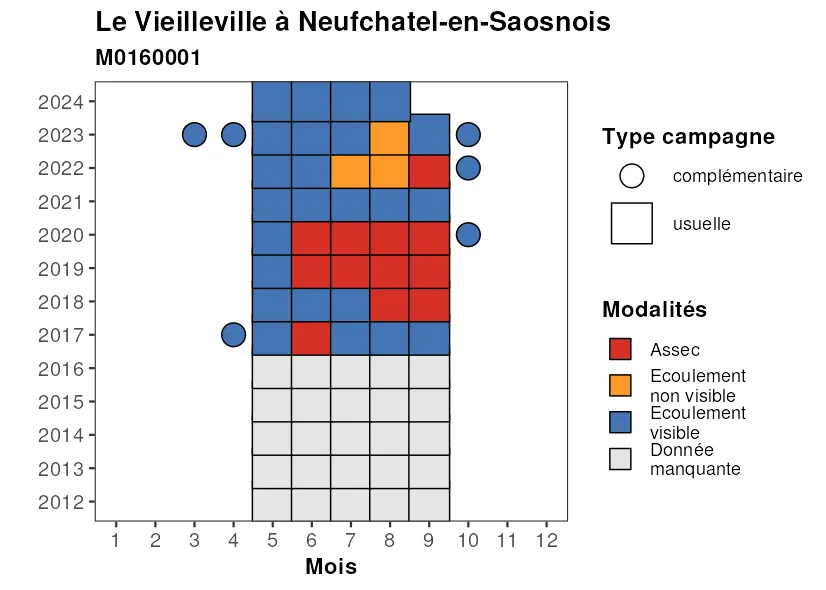 Le Vieilleville à Neufchatel-en-Saosnois
M0160001
2024
2023
2022
2021
2020
2019
2018
2017
2016
2015
2014
2013
2012
1 2 3 4 5 6 7 8 9 10 11 12
Mois
Type campagne
complémentaire
usuelle
Modalités
Assec
Ecoulement
non visible
Ecoulement
visible
Donnée
manquante